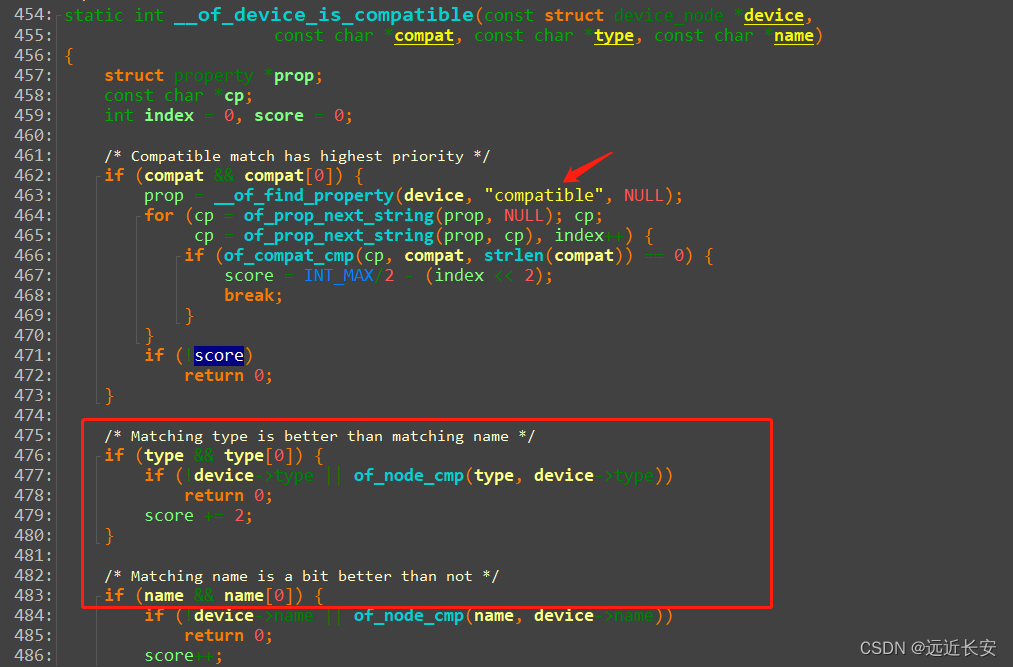 454: static int __of_device_is_compatible(const struct device_node *device,
455: const char *compat, const char *type, const char *name)
456: {
457: struct property *prop;
458: const char *cp;
459: int index = 0, score = 0;
460:
461: /* Compatible match has highest priority */
462: if (compat && compat[0]) {
463: prop = __of_find_property(device, "compatible", NULL);
464: for (cp = of_prop_next_string(prop, NULL); cp;
465: cp = of_prop_next_string(prop, cp), index++) {
466: if (of_compat_cmp(cp, compat, strlen(compat)) == 0) {
467: score = INT_MAX/2 - (index << 2);
468: break;
469: }
470: }
471: if (!score)
472: return 0;
473: }
474:
475: /* Matching type is better than matching name */
476: if (type && type[0]) {
477: if (!device->type || of_node_cmp(type, device->type))
478: return 0;
479: score += 2;
480: }
481:
482: /* Matching name is a bit better than not */
483: if (name && name[0]) {
484: if (!device->name || of_node_cmp(name, device->name))
485: return 0;
486: score++;
CSDN @远近长安